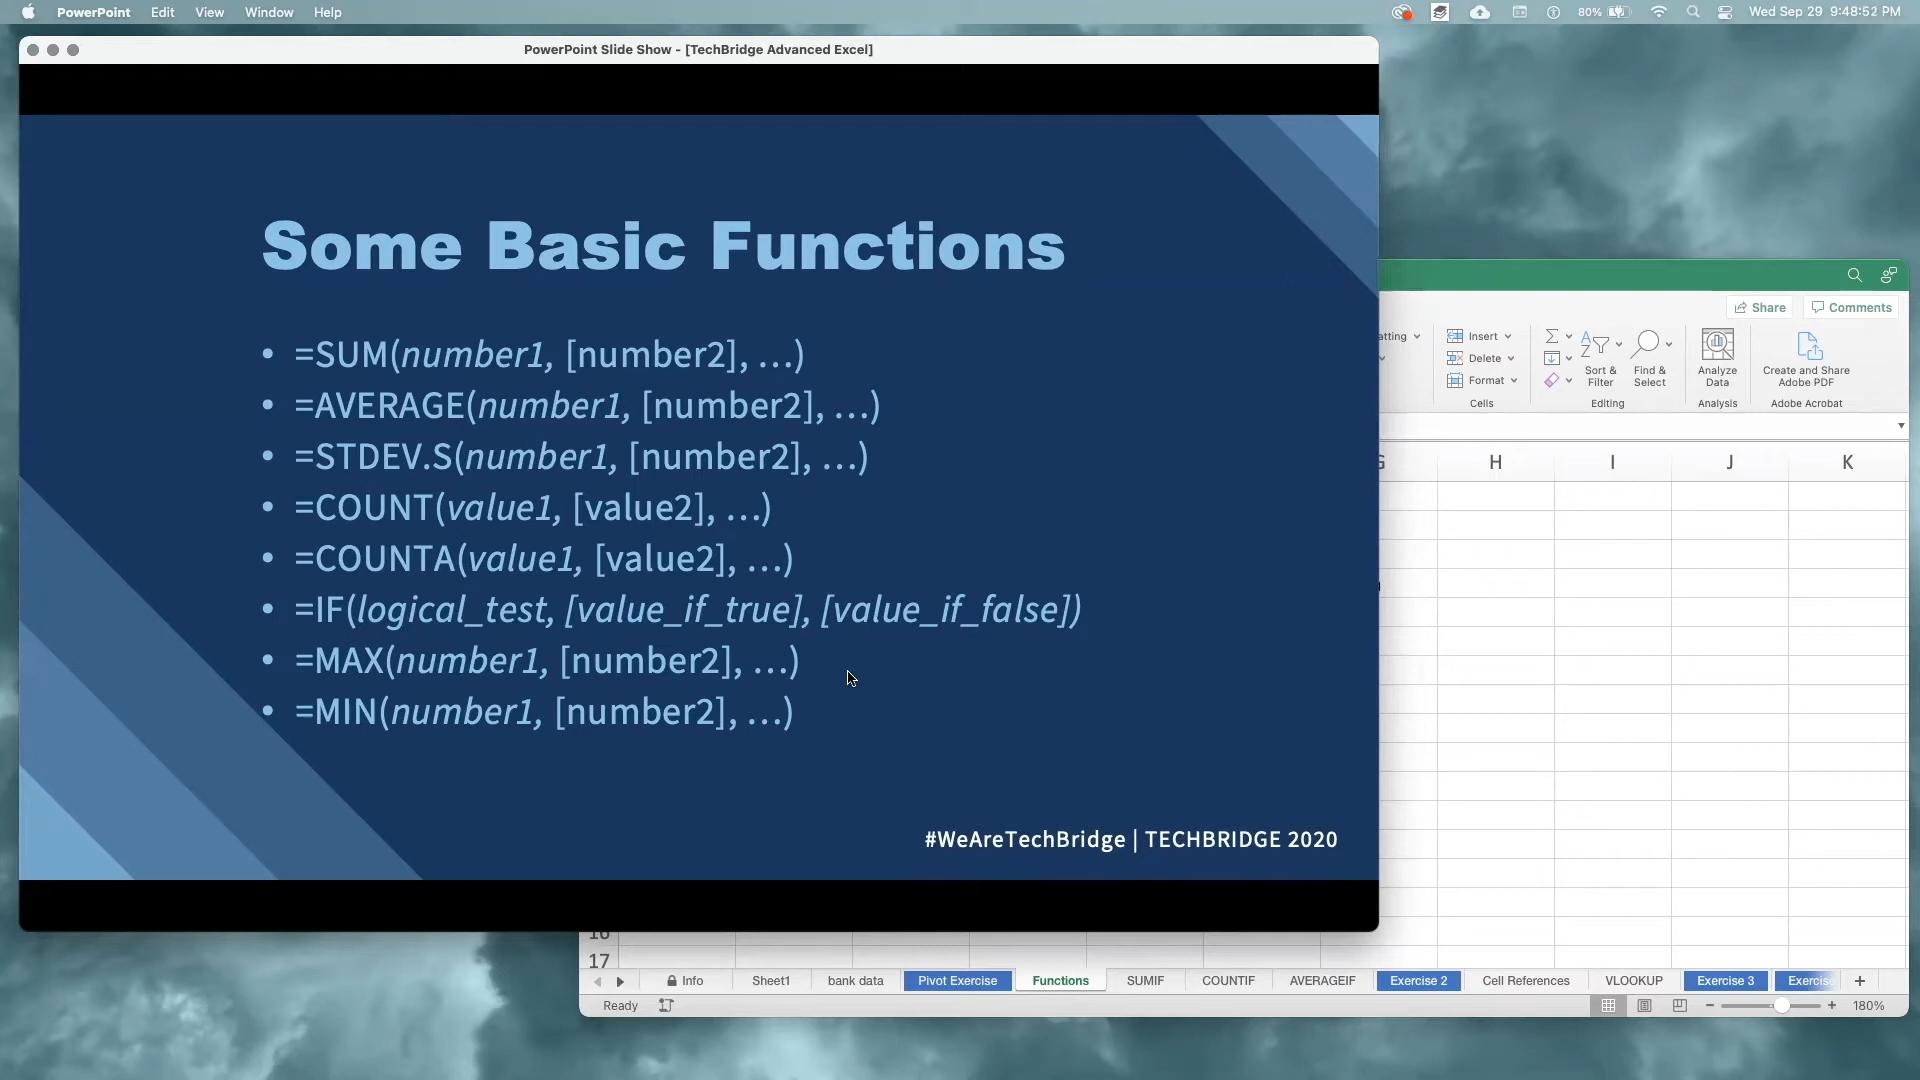 PowerPoint Edit View Window Help
80% Wed Sep 29 9:48:52 PM
PowerPoint Slide Show - [TechBridge Advanced Excel]
Some Basic Functions
• =SUM(number1, [number2], …)
• =AVERAGE(number1, [number2], …)
• =STDEV.S(number1, [number2], …)
• =COUNT(value1, [value2], …)
• =COUNTA(value1, [value2], …)
• =IF(logical_test, [value_if_true], [value_if_false])
• =MAX(number1, [number2], …)
• =MIN(number1, [number2], …)
#WeAreTechBridge | TECHBRIDGE 2020
Share Comments
atting Insert
Delete
Format
Sort & Filter
Find & Select
Analyze Data
Create and Share Adobe PDF
Cells Editing Analysis Adobe Acrobat
G H I J K
16
17
Info Sheet1 bank data Pivot Exercise Functions SUMIF COUNTIF AVERAGEIF Exercise 2 Cell References VLOOKUP Exercise 3 Exercise +
Ready 180%